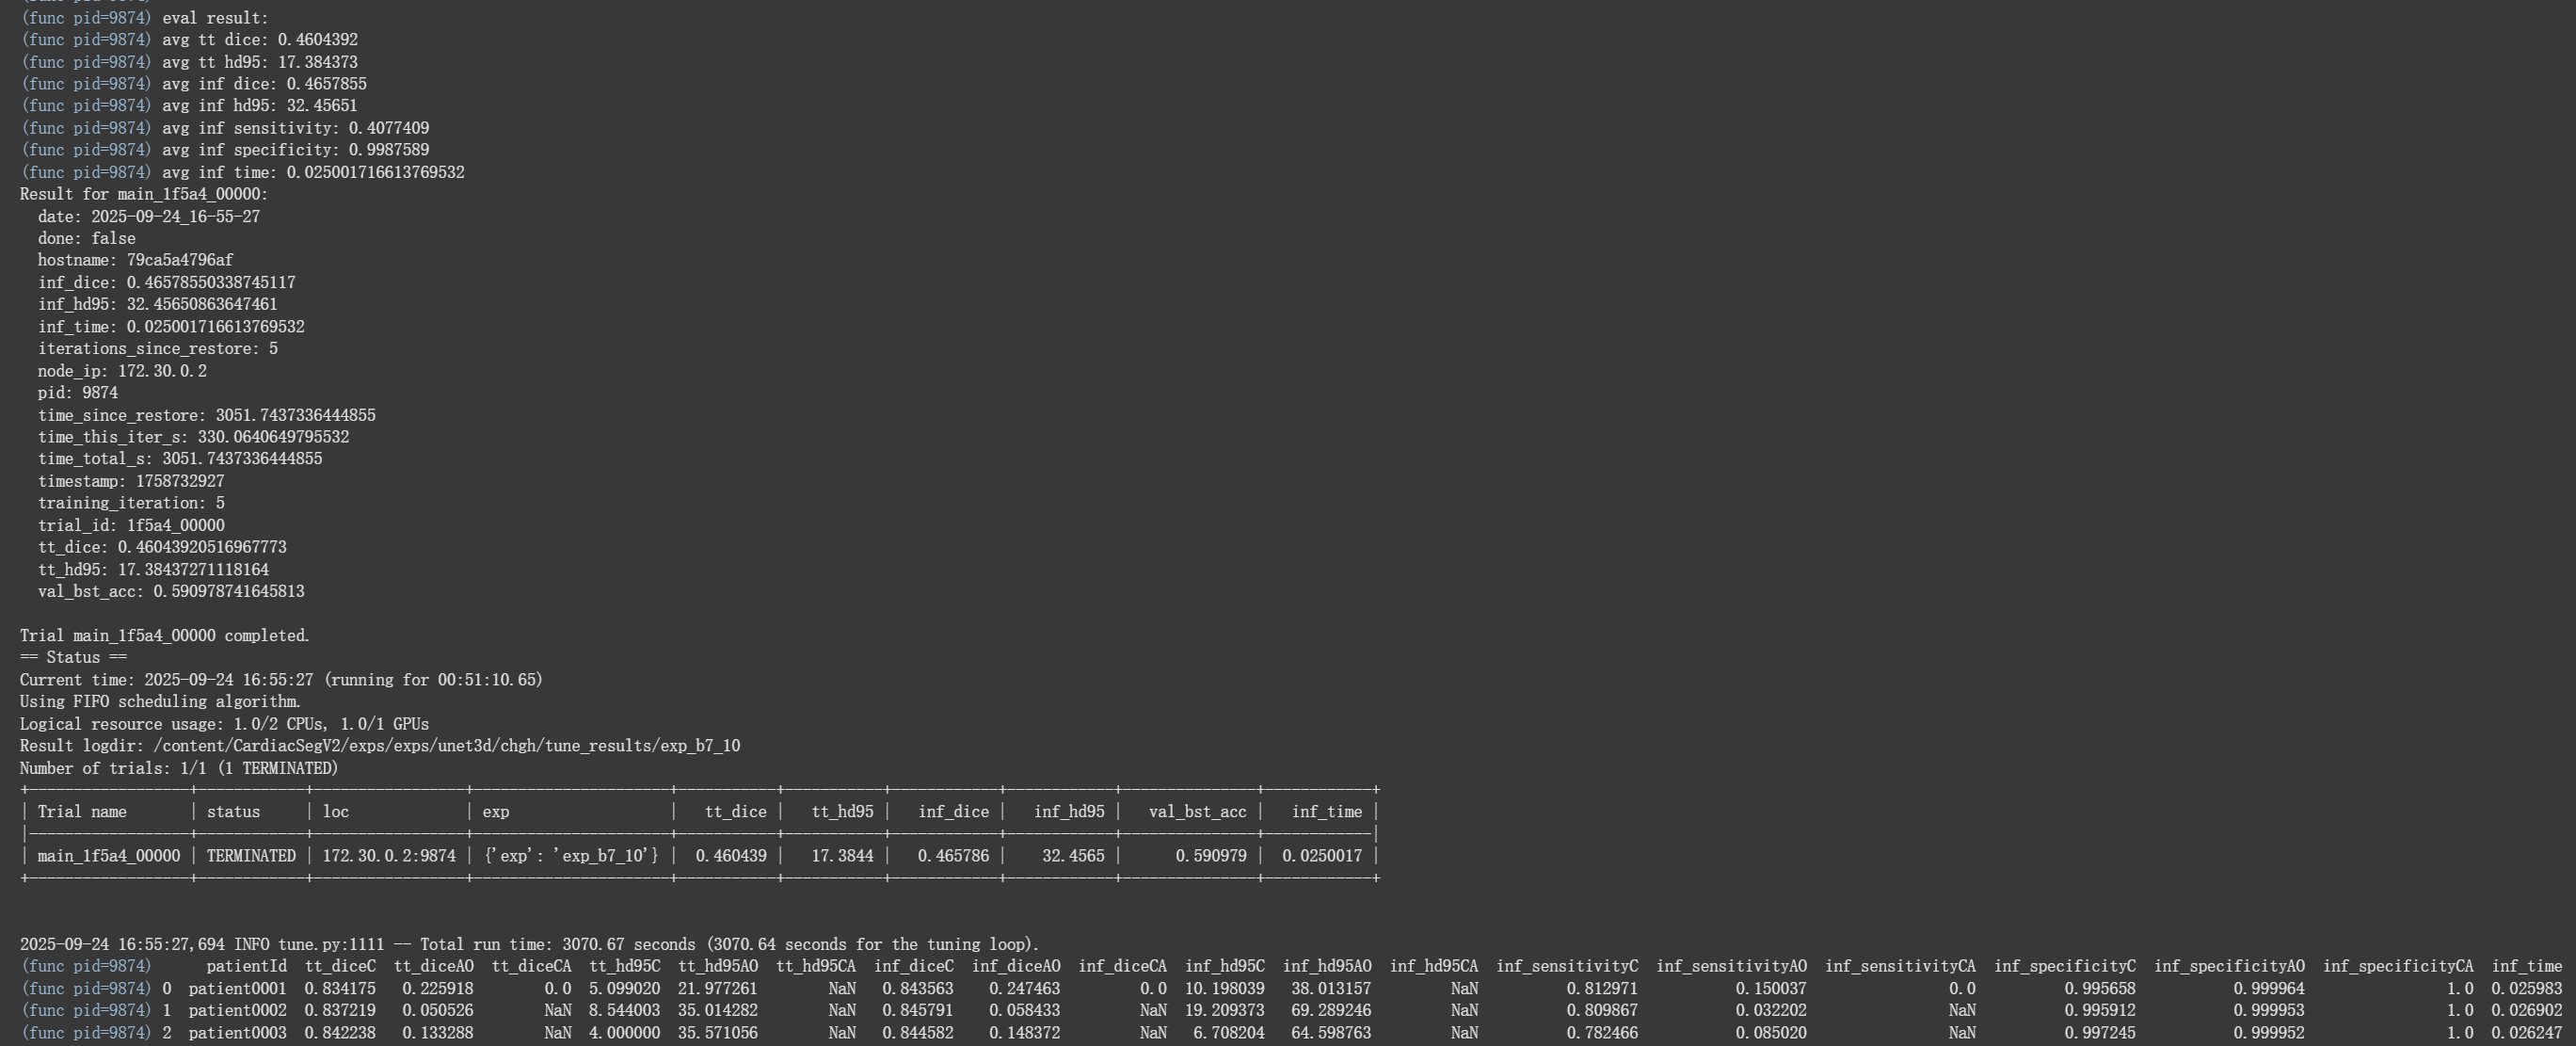 (func pid=9874) eval result:
(func pid=9874) avg tt dice: 0.4604392
(func pid=9874) avg tt hd95: 17.384373
(func pid=9874) avg inf dice: 0.4657855
(func pid=9874) avg inf hd95: 32.45651
(func pid=9874) avg inf sensitivity: 0.4077409
(func pid=9874) avg inf specificity: 0.9987589
(func pid=9874) avg inf time: 0.025001716613769532
Result for main_1f5a4_00000:
  date: 2025-09-24_16-55-27
  done: false
  hostname: 79ca5a4796af
  inf_dice: 0.46578550338745117
  inf_hd95: 32.45650863647461
  inf_time: 0.025001716613769532
  iterations_since_restore: 5
  node_ip: 172.30.0.2
  pid: 9874
  time_since_restore: 3051.7437336444855
  time_this_iter_s: 330.0640649795532
  time_total_s: 3051.7437336444855
  timestamp: 1758732927
  training_iteration: 5
  trial_id: 1f5a4_00000
  tt_dice: 0.46043920516967773
  tt_hd95: 17.38437271118164
  val_bst_acc: 0.590978741645813
Trial main_1f5a4_00000 completed.
== Status ==
Current time: 2025-09-24 16:55:27 (running for 00:51:10.65)
Using FIFO scheduling algorithm.
Logical resource usage: 1.0/2 CPUs, 1.0/1 GPUs
Result logdir: /content/CardiacSegV2/exps/exps/unet3d/chgh/tune_results/exp_b7_10
Number of trials: 1/1 (1 TERMINATED)
| Trial name | status | loc | exp | tt_dice | tt_hd95 | inf_dice | inf_hd95 | val_bst_acc | inf_time |
| main_1f5a4_00000 | TERMINATED | 172.30.0.2:9874 | {'exp': 'exp_b7_10'} | 0.460439 | 17.3844 | 0.465786 | 32.4565 | 0.590979 | 0.0250017 |
2025-09-24 16:55:27,694 INFO tune.py:1111 -- Total run time: 3070.67 seconds (3070.64 seconds for the tuning loop).
(func pid=9874) patientId tt_diceC tt_diceAO tt_diceCA tt_hd95C tt_hd95AO tt_hd95CA inf_diceC inf_diceAO inf_diceCA inf_hd95C inf_hd95AO inf_hd95CA inf_sensitivityC inf_sensitivityAO inf_sensitivityCA inf_specificityC inf_specificityAO inf_specificityCA inf_time
(func pid=9874) 0 patient0001 0.834175 0.225918 0.0 5.099020 21.977261 NaN 0.843563 0.247463 0.0 10.198039 38.013157 NaN 0.812971 0.150037 0.0 0.995658 0.999964 1.0 0.025983
(func pid=9874) 1 patient0002 0.837219 0.050526 NaN 8.544003 35.014282 NaN 0.845791 0.058433 NaN 19.209373 69.289246 NaN 0.809867 0.032202 NaN 0.995912 0.999953 1.0 0.026902
(func pid=9874) 2 patient0003 0.842238 0.133288 NaN 4.000000 35.571056 NaN 0.844582 0.148372 NaN 6.708204 64.598763 NaN 0.782466 0.085020 NaN 0.997245 0.999952 1.0 0.026247